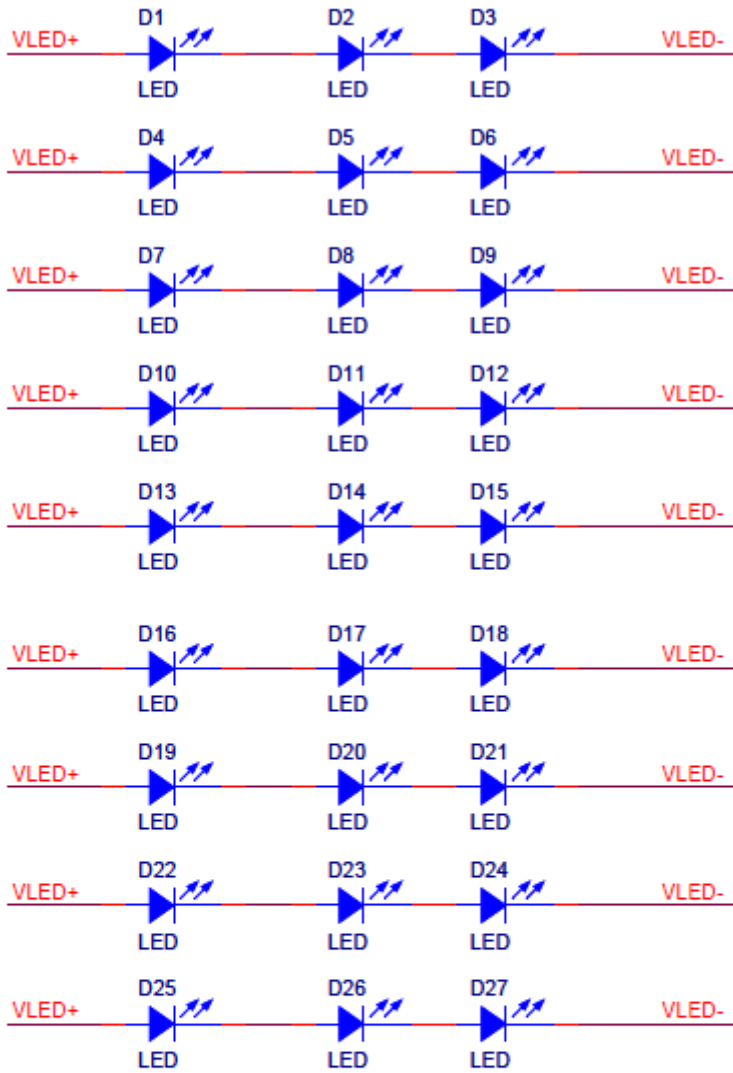 D1 D2 D3
VLED+ VLED-
LED LED LED
D4 D5 D6
VLED+ VLED-
LED LED LED
D7 D8 D9
VLED+ VLED-
LED LED LED
D10 D11 D12
VLED+ VLED-
LED LED LED
D13 D14 D15
VLED+ VLED-
LED LED LED
D16 D17 D18
VLED+ VLED-
LED LED LED
D19 D20 D21
VLED+ VLED-
LED LED LED
D22 D23 D24
VLED+ VLED-
LED LED LED
D25 D26 D27
VLED+ VLED-
LED LED LED